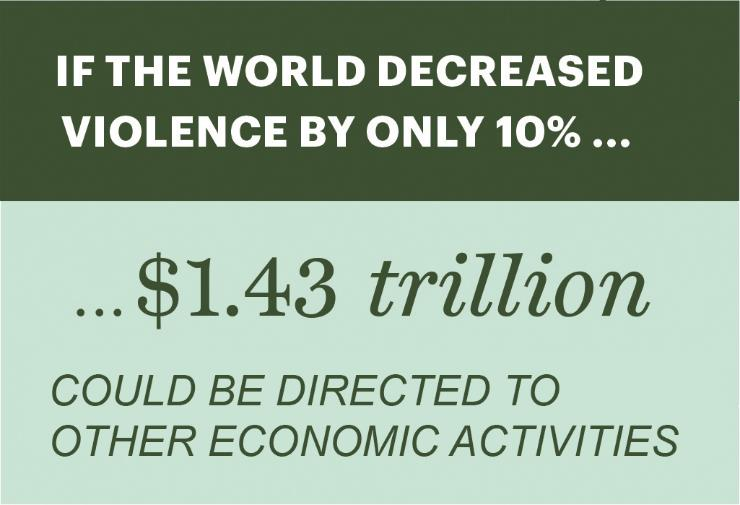 IF THE WORLD DECREASED
VIOLENCE BY ONLY 10% ...
...$1.43 trillion
COULD BE DIRECTED TO
OTHER ECONOMIC ACTIVITIES